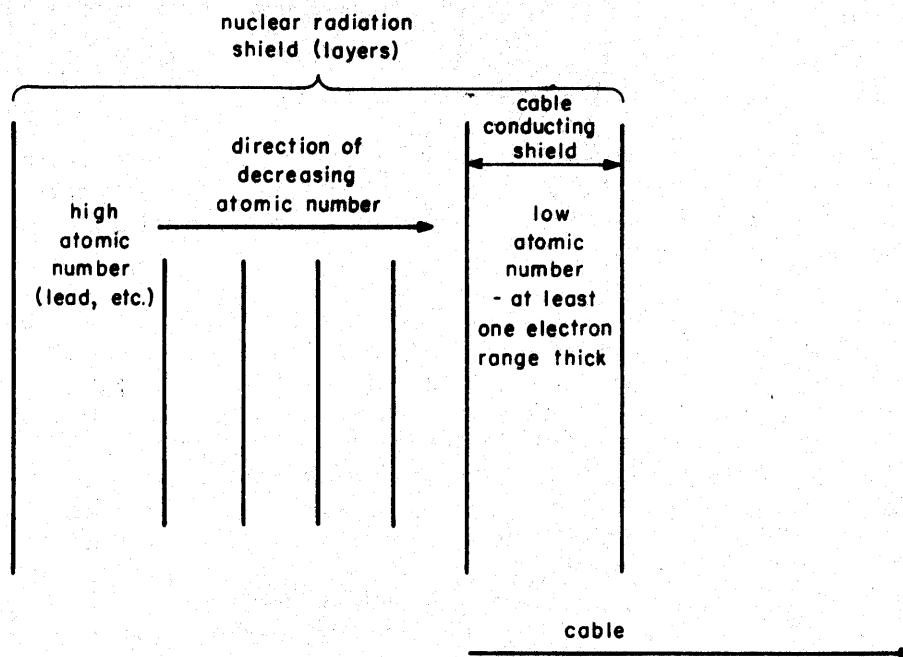 nuclear radiation
shield (layers)
cable
conducting
shield
direction of
decreasing
atomic number
high
atomic
number
(lead, etc.)
low
atomic
number
- at least
one electron
range thick
cable